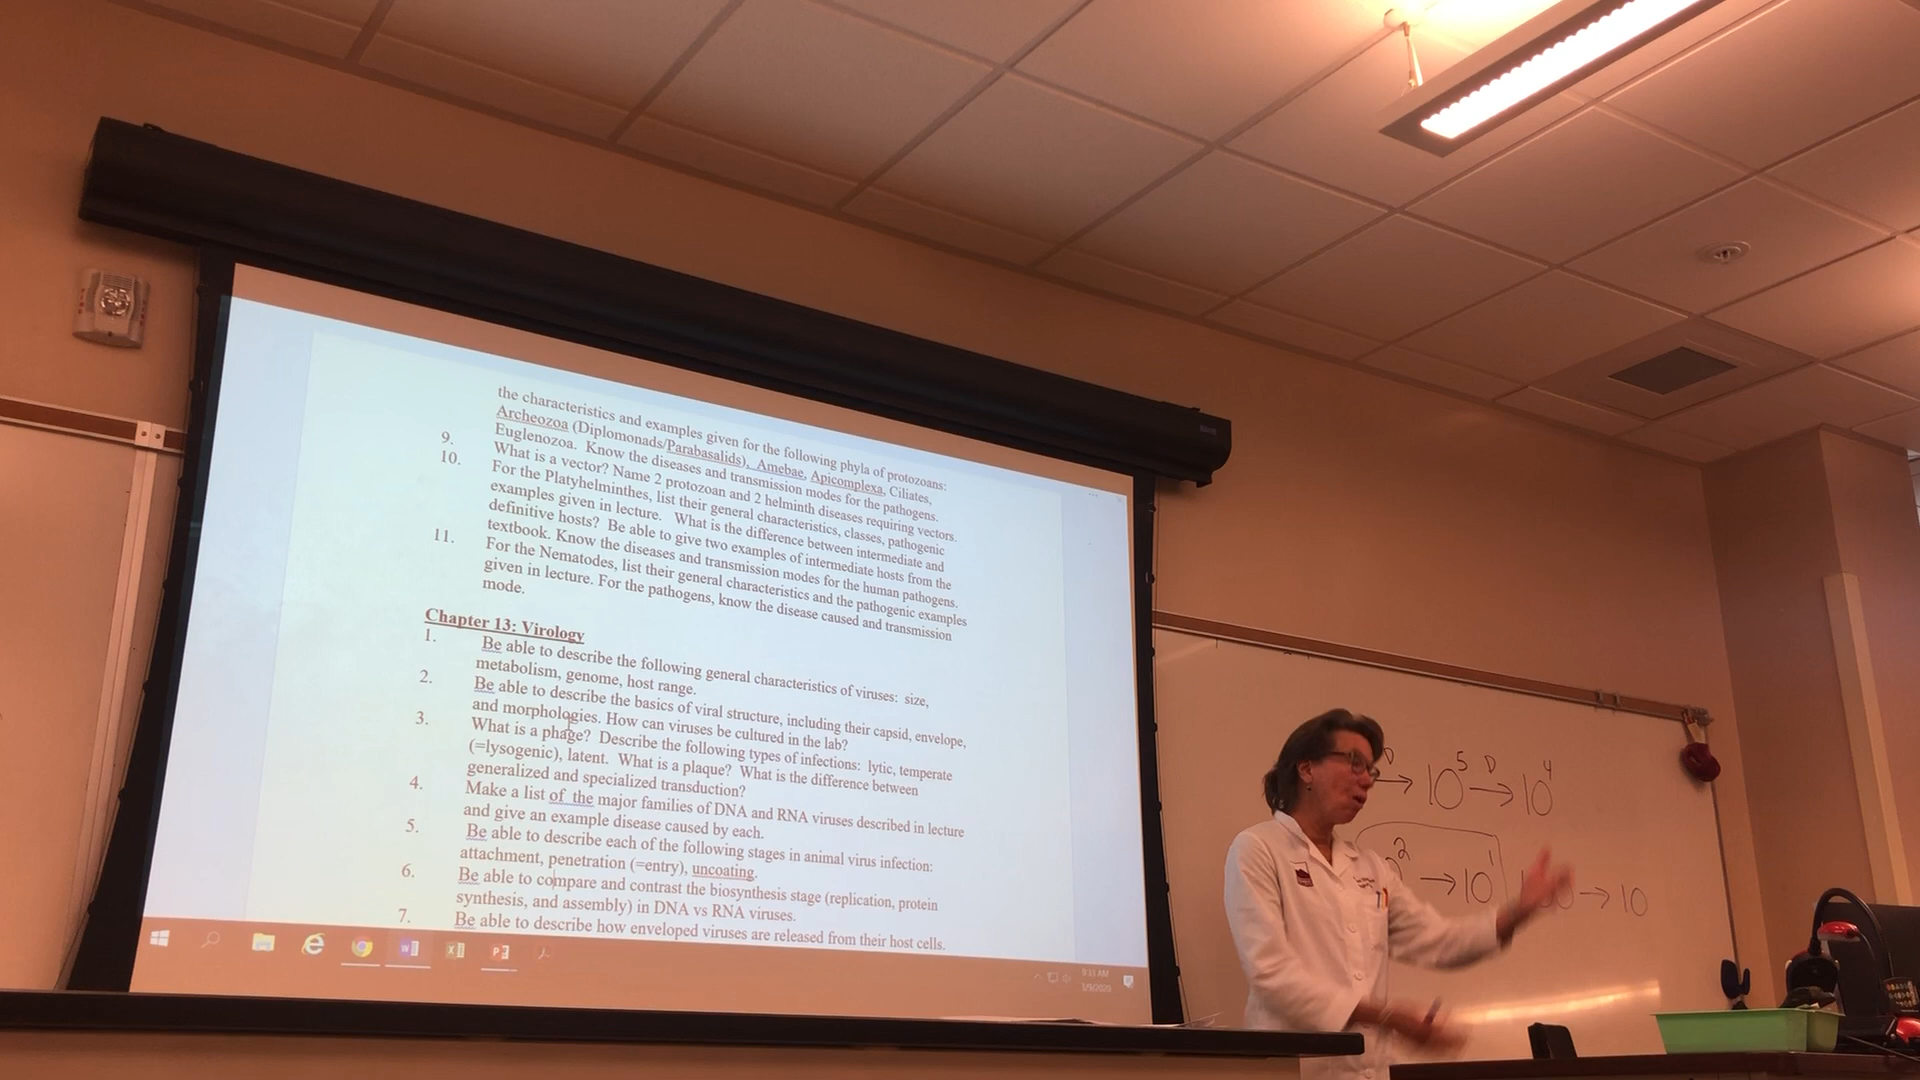 the characteristics and examples given for the following phyla of protozoans:
Archeozoa (Diplomonads/Parabasalids), Amebae, Apicomplexa, Ciliates,
Euglenozoa. Know the diseases and transmission modes for the pathogens.
9. What is a vector? Name 2 protozoan and 2 helminth diseases requiring vectors.
10. For the Platyhelminthes, list their general characteristics, classes, pathogenic
examples given in lecture. What is the difference between intermediate and
definitive hosts? Be able to give two examples of intermediate hosts from the
textbook. Know the diseases and transmission modes for the human pathogens.
11. For the Nematodes, list their general characteristics and the pathogenic examples
given in lecture. For the pathogens, know the disease caused and transmission
mode.
Chapter 13: Virology
1. Be able to describe the following general characteristics of viruses: size,
metabolism, genome, host range.
2. Be able to describe the basics of viral structure, including their capsid, envelope,
and morphologies. How can viruses be cultured in the lab?
3. What is a phage? Describe the following types of infections: lytic, temperate
(=lysogenic), latent. What is a plaque? What is the difference between
generalized and specialized transduction?
4. Make a list of the major families of DNA and RNA viruses described in lecture
and give an example disease caused by each.
5. Be able to describe each of the following stages in animal virus infection:
attachment, penetration (=entry), uncoating.
6. Be able to compare and contrast the biosynthesis stage (replication, protein
synthesis, and assembly) in DNA vs RNA viruses.
7. Be able to describe how enveloped viruses are released from their host cells.
9:33 AM
3/9/2020
D → 10⁵ D → 10⁴
² → 10¹ → 10